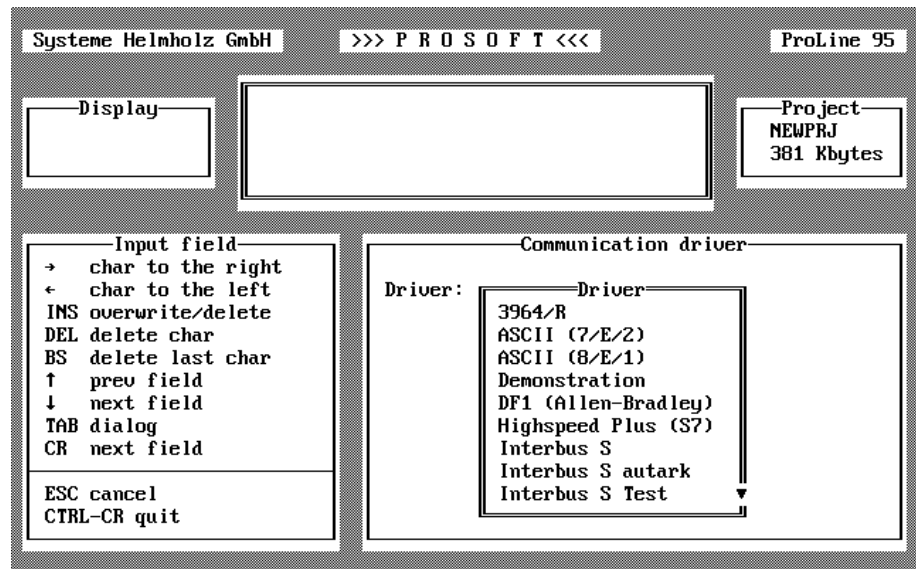 Systeme Helmholz GmbH >>> P R O S O F T <<< ProLine 95
Display
Project
NEWPRJ
381 Kbytes
Input field
→ char to the right
← char to the left
INS overwrite/delete
DEL delete char
BS delete last char
↑ prev field
↓ next field
TAB dialog
CR next field
ESC cancel
CTRL-CR quit
Communication driver
Driver:
Driver
3964/R
ASCII (7/E/2)
ASCII (8/E/1)
Demonstration
DF1 (Allen-Bradley)
Highspeed Plus (S7)
Interbus S
Interbus S autark
Interbus S Test